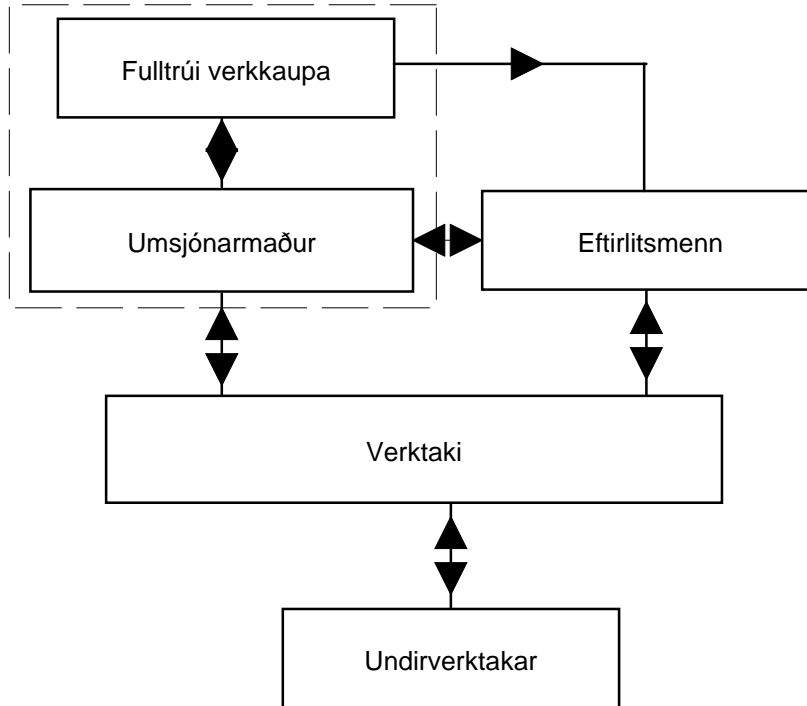 Fulltrúi verkkaupa
Umsjónarmaður
Eftirlitsmenn
Verktaki
Undirverktakar